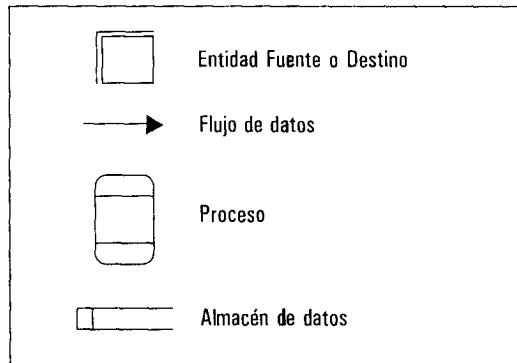 Entidad Fuente o Destino
Flujo de datos
Proceso
Almacén de datos